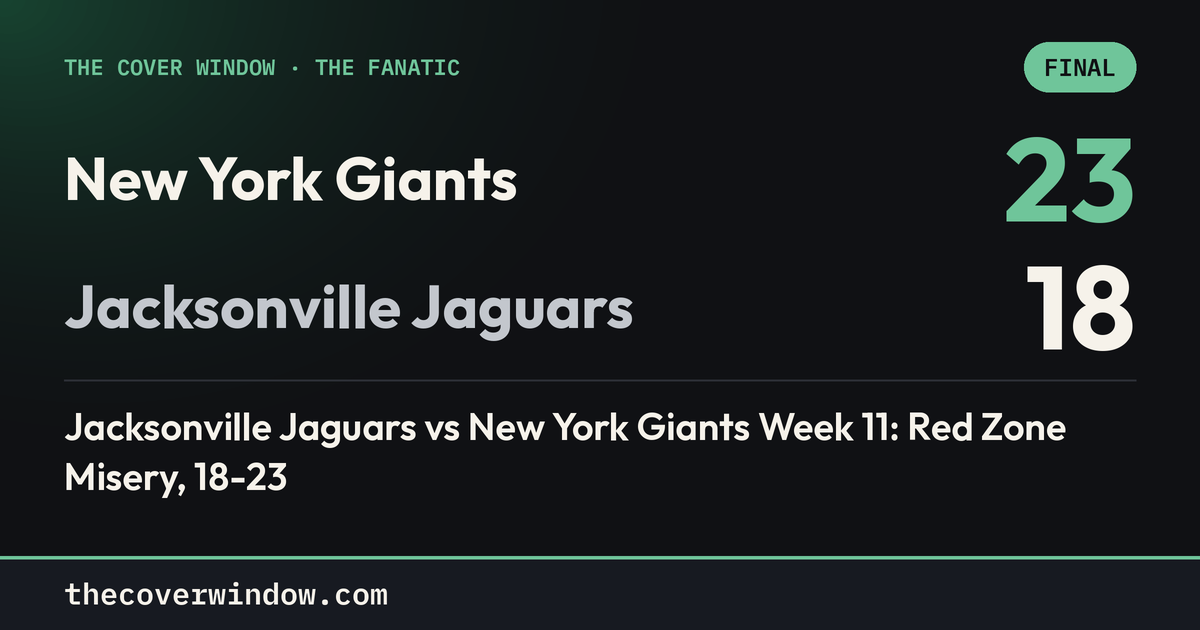 THE COVER WINDOW · THE FANATIC
FINAL
New York Giants 23
Jacksonville Jaguars 18
Jacksonville Jaguars vs New York Giants Week 11: Red Zone
Misery, 18-23
thecoverwindow.com